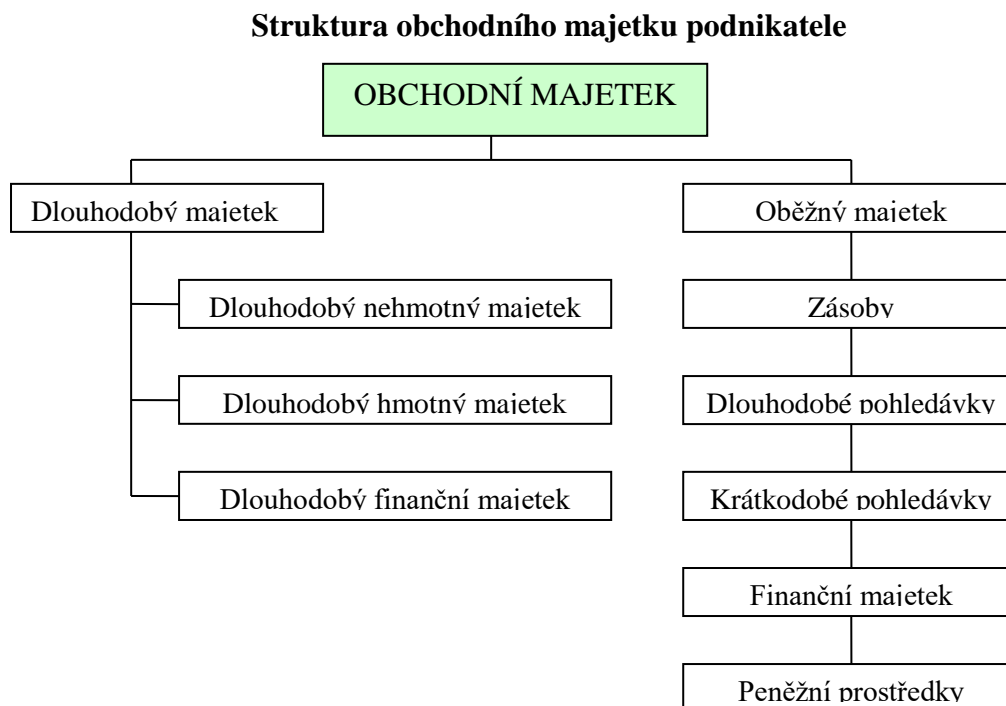 Struktura obchodního majetku podnikatele
OBCHODNÍ MAJETEK
Dlouhodobý majetek
Oběžný majetek
Dlouhodobý nehmotný majetek
Zásoby
Dlouhodobý hmotný majetek
Dlouhodobé pohledávky
Dlouhodobý finanční majetek
Krátkodobé pohledávky
Finanční majetek
Peněžní prostředky